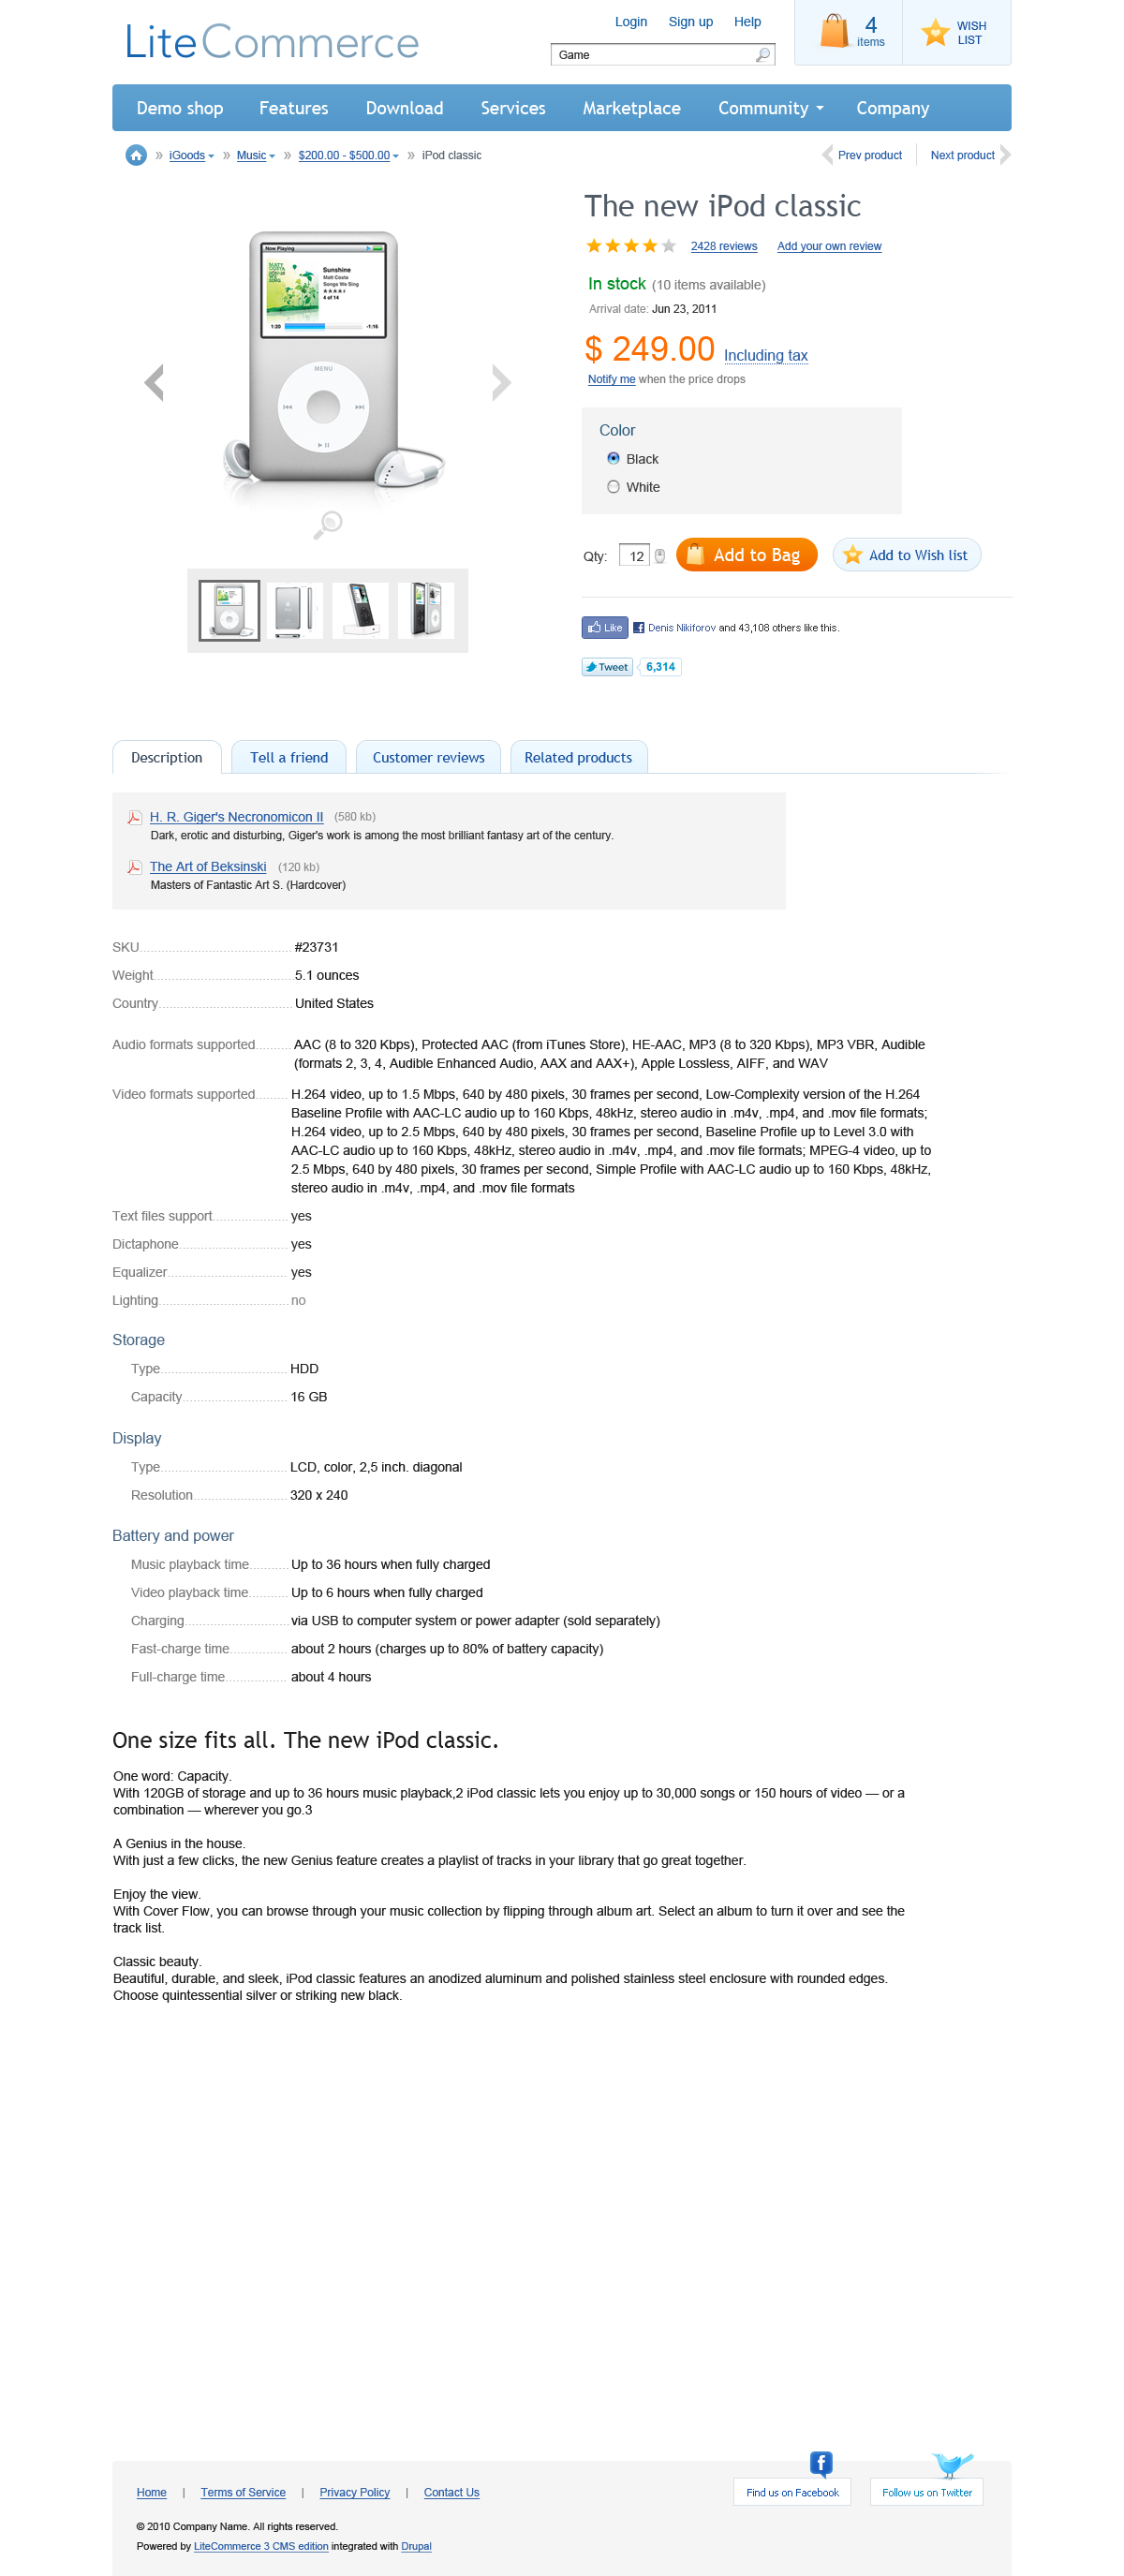 LiteCommerce
Login Sign up Help
Game
4 items
WISH LIST
Demo shop Features Download Services Marketplace Community Company
» iGoods » Music » $200.00 - $500.00 » iPod classic
Prev product Next product
The new iPod classic
2428 reviews Add your own review
In stock (10 items available)
Arrival date: Jun 23, 2011
$ 249.00 Including tax
Notify me when the price drops
Now Playing
Sunshine
Matt Costa
Songs We Sing
4 of 14
1:20 -1:16
MENU
Color
Black
White
Qty: 12 Add to Bag Add to Wish list
Like Denis Nikiforov and 43,108 others like this.
Tweet 6,314
Description Tell a friend Customer reviews Related products
H. R. Giger's Necronomicon II (580 kb)
Dark, erotic and disturbing, Giger's work is among the most brilliant fantasy art of the century.
The Art of Beksinski (120 kb)
Masters of Fantastic Art S. (Hardcover)
SKU #23731
Weight 5.1 ounces
Country United States
Audio formats supported AAC (8 to 320 Kbps), Protected AAC (from iTunes Store), HE-AAC, MP3 (8 to 320 Kbps), MP3 VBR, Audible
(formats 2, 3, 4, Audible Enhanced Audio, AAX and AAX+), Apple Lossless, AIFF, and WAV
Video formats supported H.264 video, up to 1.5 Mbps, 640 by 480 pixels, 30 frames per second, Low-Complexity version of the H.264
Baseline Profile with AAC-LC audio up to 160 Kbps, 48kHz, stereo audio in .m4v, .mp4, and .mov file formats;
H.264 video, up to 2.5 Mbps, 640 by 480 pixels, 30 frames per second, Baseline Profile up to Level 3.0 with
AAC-LC audio up to 160 Kbps, 48kHz, stereo audio in .m4v, .mp4, and .mov file formats; MPEG-4 video, up to
2.5 Mbps, 640 by 480 pixels, 30 frames per second, Simple Profile with AAC-LC audio up to 160 Kbps, 48kHz,
stereo audio in .m4v, .mp4, and .mov file formats
Text files support yes
Dictaphone yes
Equalizer yes
Lighting no
Storage
Type HDD
Capacity 16 GB
Display
Type LCD, color, 2,5 inch. diagonal
Resolution 320 x 240
Battery and power
Music playback time Up to 36 hours when fully charged
Video playback time Up to 6 hours when fully charged
Charging via USB to computer system or power adapter (sold separately)
Fast-charge time about 2 hours (charges up to 80% of battery capacity)
Full-charge time about 4 hours
One size fits all. The new iPod classic.
One word: Capacity.
With 120GB of storage and up to 36 hours music playback,2 iPod classic lets you enjoy up to 30,000 songs or 150 hours of video — or a
combination — wherever you go.3
A Genius in the house.
With just a few clicks, the new Genius feature creates a playlist of tracks in your library that go great together.
Enjoy the view.
With Cover Flow, you can browse through your music collection by flipping through album art. Select an album to turn it over and see the
track list.
Classic beauty.
Beautiful, durable, and sleek, iPod classic features an anodized aluminum and polished stainless steel enclosure with rounded edges.
Choose quintessential silver or striking new black.
Home | Terms of Service | Privacy Policy | Contact Us
Find us on Facebook Follow us on Twitter
© 2010 Company Name. All rights reserved.
Powered by LiteCommerce 3 CMS edition integrated with Drupal